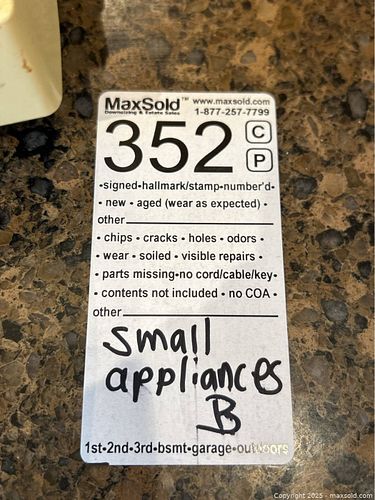 MaxSold™ www.maxsold.com
Downsizing & Estate Sales 1-877-257-7799
352 C
P
•signed•hallmark/stamp•number'd•
• new • aged (wear as expected) •
other
• chips • cracks • holes • odors •
• wear • soiled • visible repairs •
• parts missing•no cord/cable/key•
• contents not included • no COA •
other
small
appliances
B
1st•2nd•3rd•bsmt•garage•outdoors
Copyright 2025 - maxsold.com